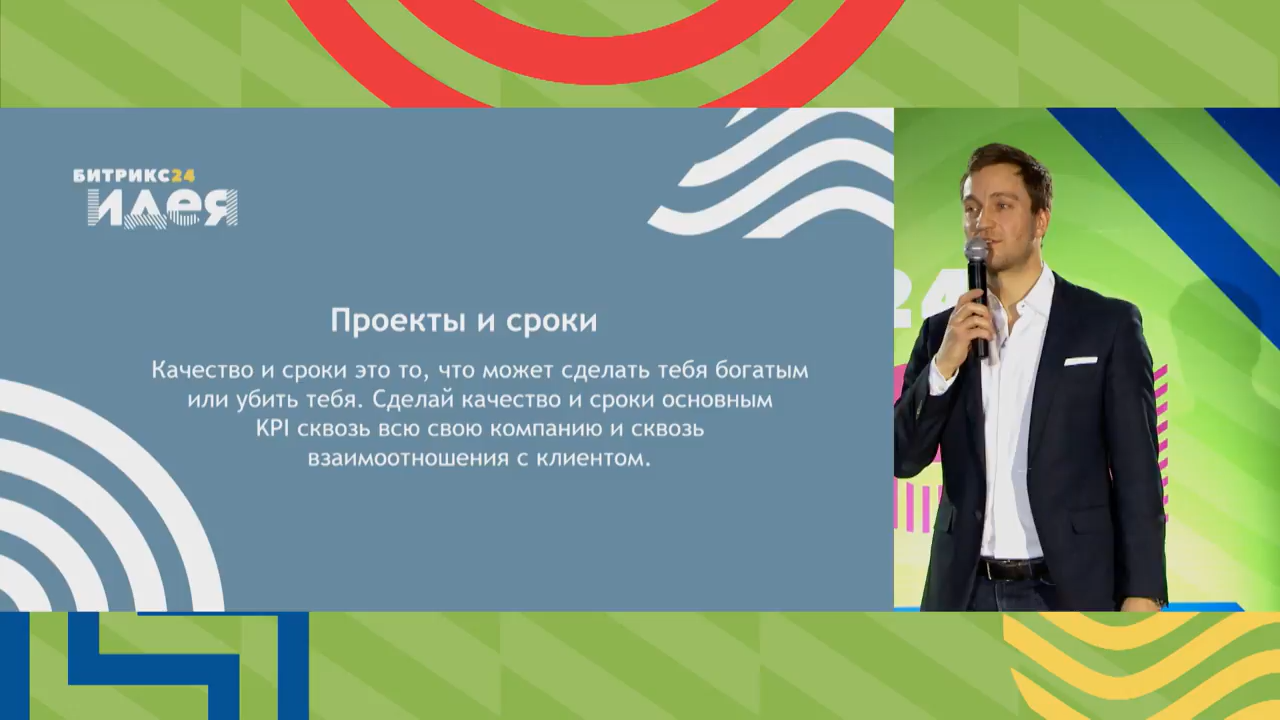 БИТРИКС24
идея
Проекты и сроки
Качество и сроки это то, что может сделать тебя богатым
или убить тебя. Сделай качество и сроки основным
KPI сквозь всю свою компанию и сквозь
взаимоотношения с клиентом.
24